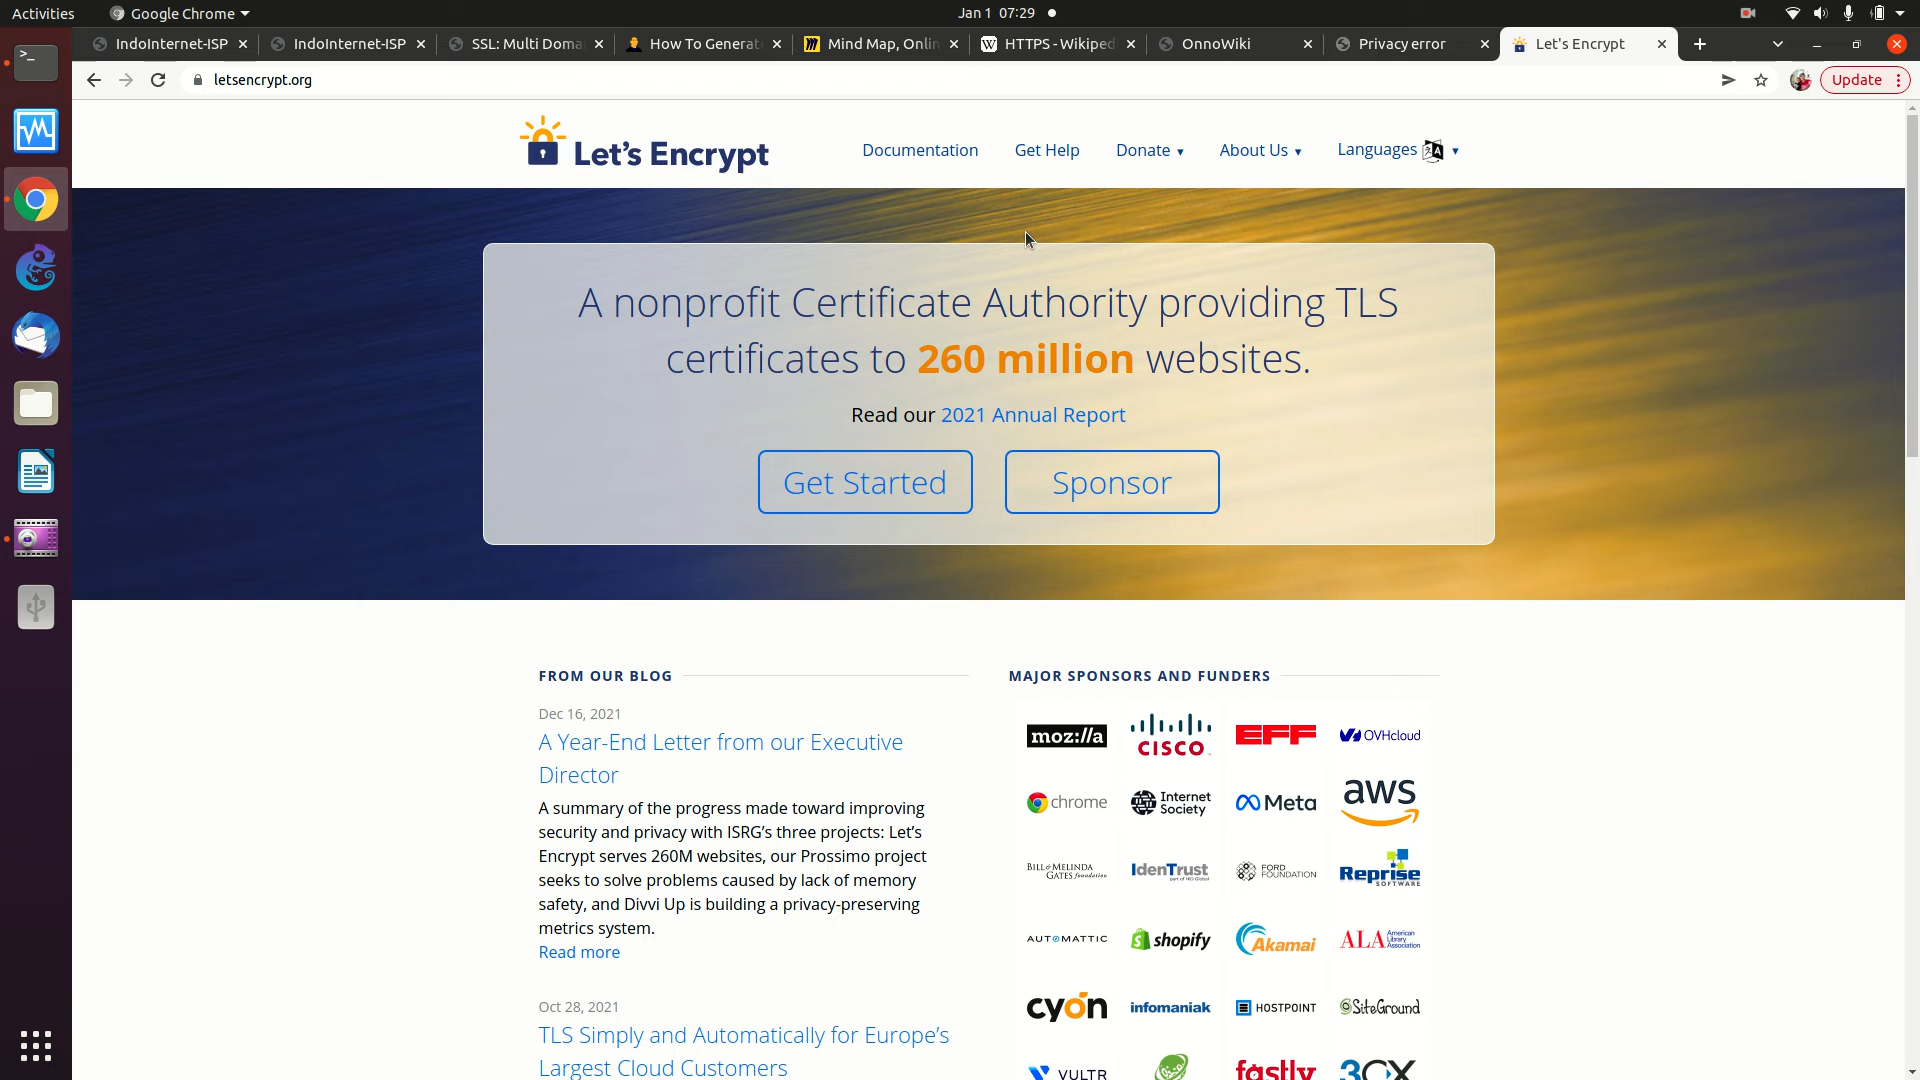 Activities
Google Chrome
Jan 1 07:29
IndoInternet-ISP
IndoInternet-ISP
SSL: Multi Doma
How To Generat
Mind Map, Onlin
HTTPS - Wikiped
OnnoWiki
Privacy error
Let's Encrypt
letsencrypt.org
Update
Let's Encrypt
Documentation
Get Help
Donate
About Us
Languages
A nonprofit Certificate Authority providing TLS
certificates to 260 million websites.
Read our 2021 Annual Report
Get Started
Sponsor
FROM OUR BLOG
Dec 16, 2021
A Year-End Letter from our Executive
Director
A summary of the progress made toward improving
security and privacy with ISRG’s three projects: Let’s
Encrypt serves 260M websites, our Prossimo project
seeks to solve problems caused by lack of memory
safety, and Divvi Up is building a privacy-preserving
metrics system.
Read more
Oct 28, 2021
TLS Simply and Automatically for Europe’s
Largest Cloud Customers
MAJOR SPONSORS AND FUNDERS
moz://a
CISCO
EFF
OVHcloud
chrome
Internet
Society
Meta
aws
BILL & MELINDA
GATES foundation
IdenTrust
part of HID Global
FORD
FOUNDATION
Reprise
SOFTWARE
AUTOMATTIC
shopify
Akamai
ALA American
Library
Association
cyon
infomaniak
HOSTPOINT
SiteGround
VULTR
fastly
3CX